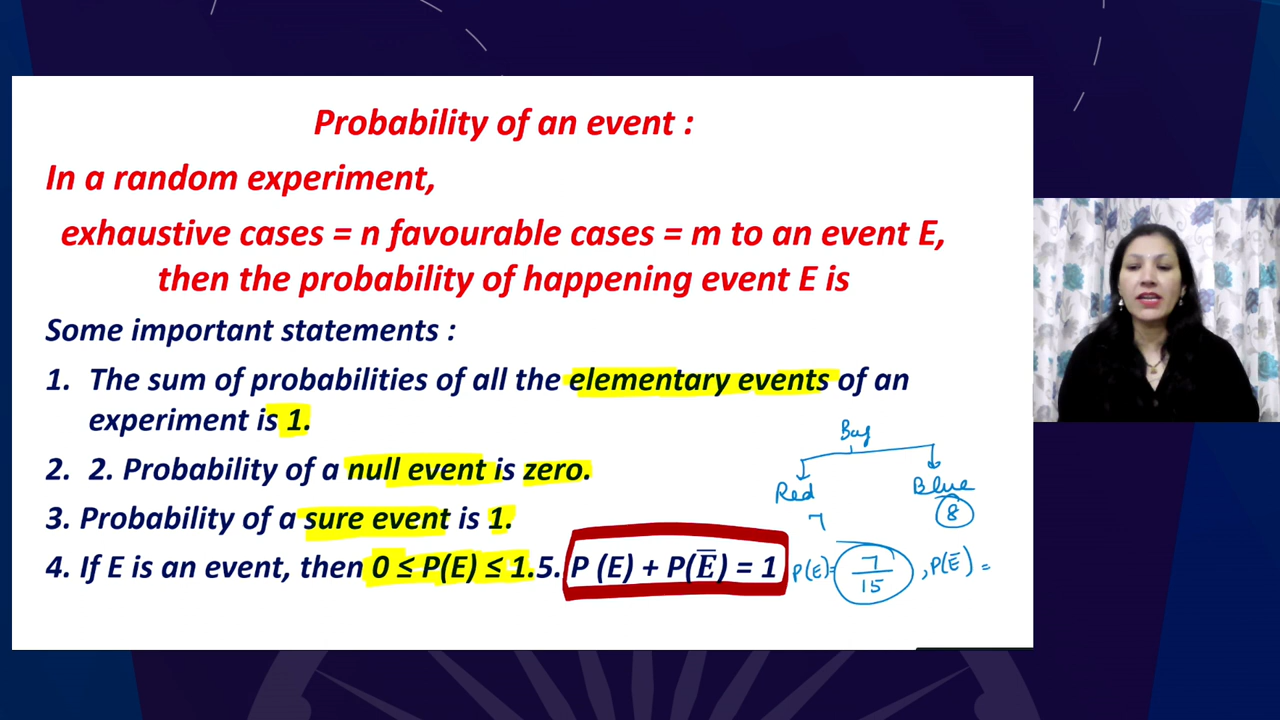 Probability of an event :
In a random experiment,
exhaustive cases = n favourable cases = m to an event E,
then the probability of happening event E is
Some important statements :
1. The sum of probabilities of all the elementary events of an
experiment is 1.
2. 2. Probability of a null event is zero.
3. Probability of a sure event is 1.
4. If E is an event, then 0 ≤ P(E) ≤ 1.5. P (E) + P(E̅) = 1
Bag
Red Blue
7 8
P(E)= 7/15 , P(E̅) =